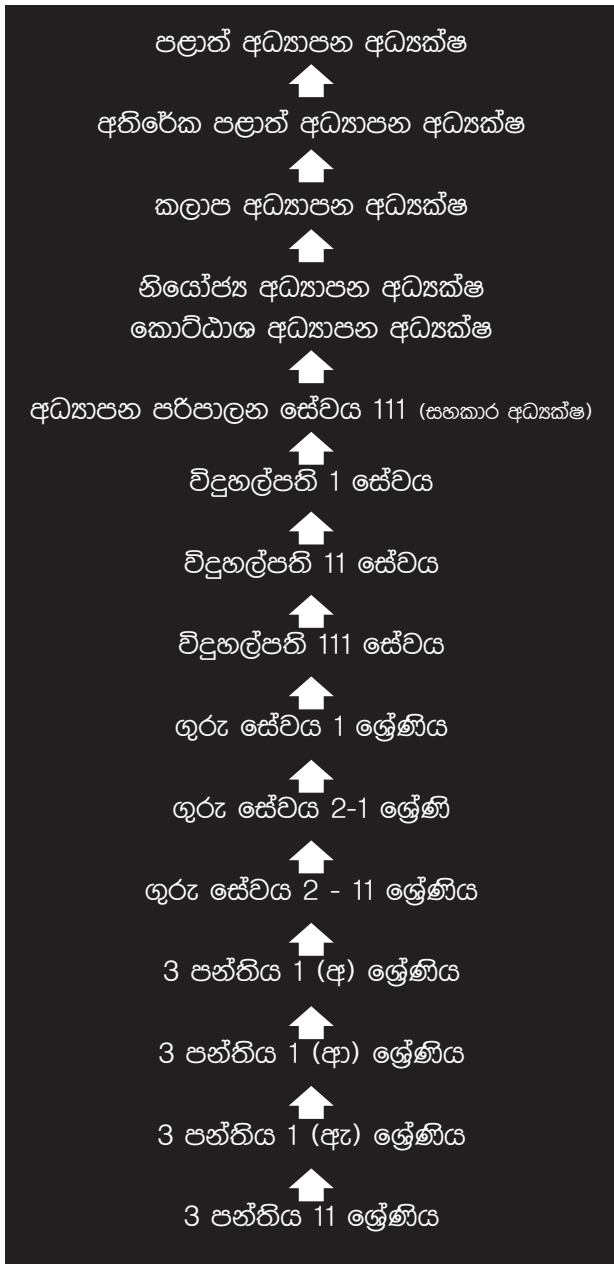 පළාත් අධ්‍යාපන අධ්‍යක්ෂ
අතිරේක පළාත් අධ්‍යාපන අධ්‍යක්ෂ
කලාප අධ්‍යාපන අධ්‍යක්ෂ
නියෝජ්‍ය අධ්‍යාපන අධ්‍යක්ෂ
කොට්ඨාශ අධ්‍යාපන අධ්‍යක්ෂ
අධ්‍යාපන පරිපාලන සේවය 111 (සහකාර අධ්‍යක්ෂ)
විදුහල්පති 1 සේවය
විදුහල්පති 11 සේවය
විදුහල්පති 111 සේවය
ගුරු සේවය 1 ශ්‍රේණිය
ගුරු සේවය 2-1 ශ්‍රේණි
ගුරු සේවය 2 - 11 ශ්‍රේණිය
3 පන්තිය 1 (අ) ශ්‍රේණිය
3 පන්තිය 1 (ආ) ශ්‍රේණිය
3 පන්තිය 1 (ඇ) ශ්‍රේණිය
3 පන්තිය 11 ශ්‍රේණිය